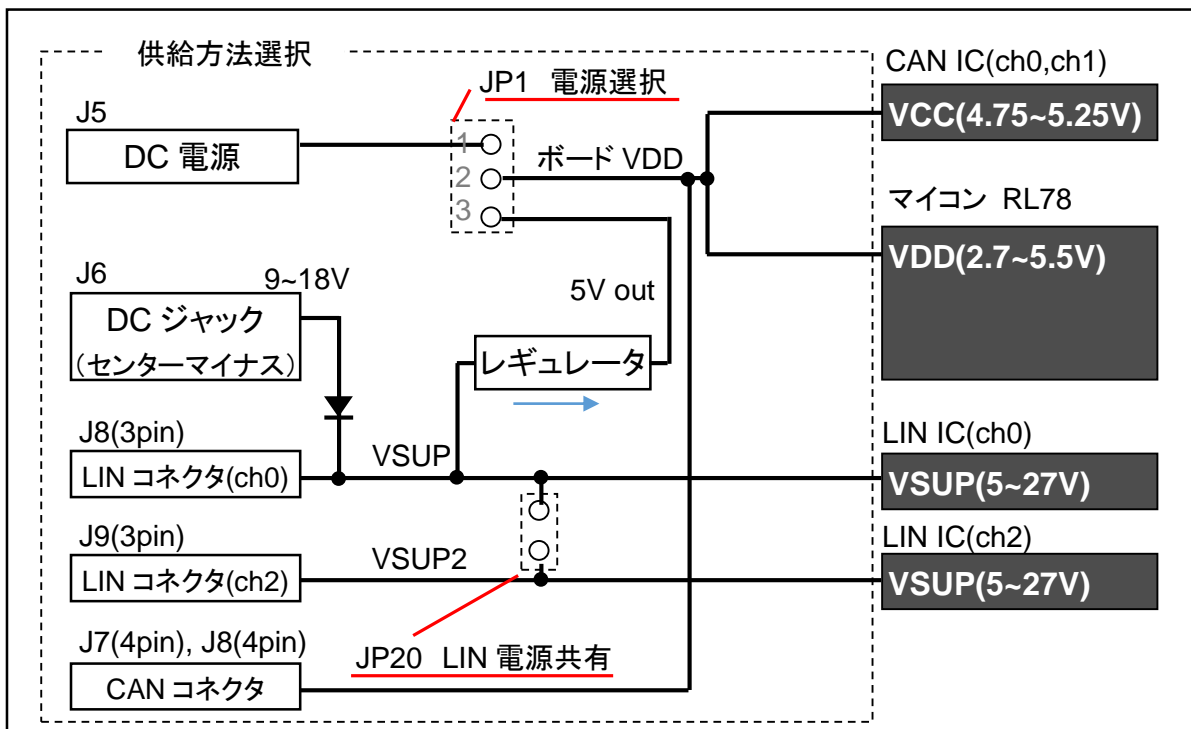 供給方法選択
J5
DC 電源
JP1 電源選択
1
2
3
ボード VDD
CAN IC(ch0,ch1)
VCC(4.75~5.25V)
マイコン RL78
VDD(2.7~5.5V)
J6
9~18V
DC ジャック
（センターマイナス）
5V out
レギュレータ
J8(3pin)
LIN コネクタ(ch0)
VSUP
LIN IC(ch0)
VSUP(5~27V)
J9(3pin)
LIN コネクタ(ch2)
VSUP2
LIN IC(ch2)
VSUP(5~27V)
J7(4pin), J8(4pin)
CAN コネクタ
JP20 LIN 電源共有